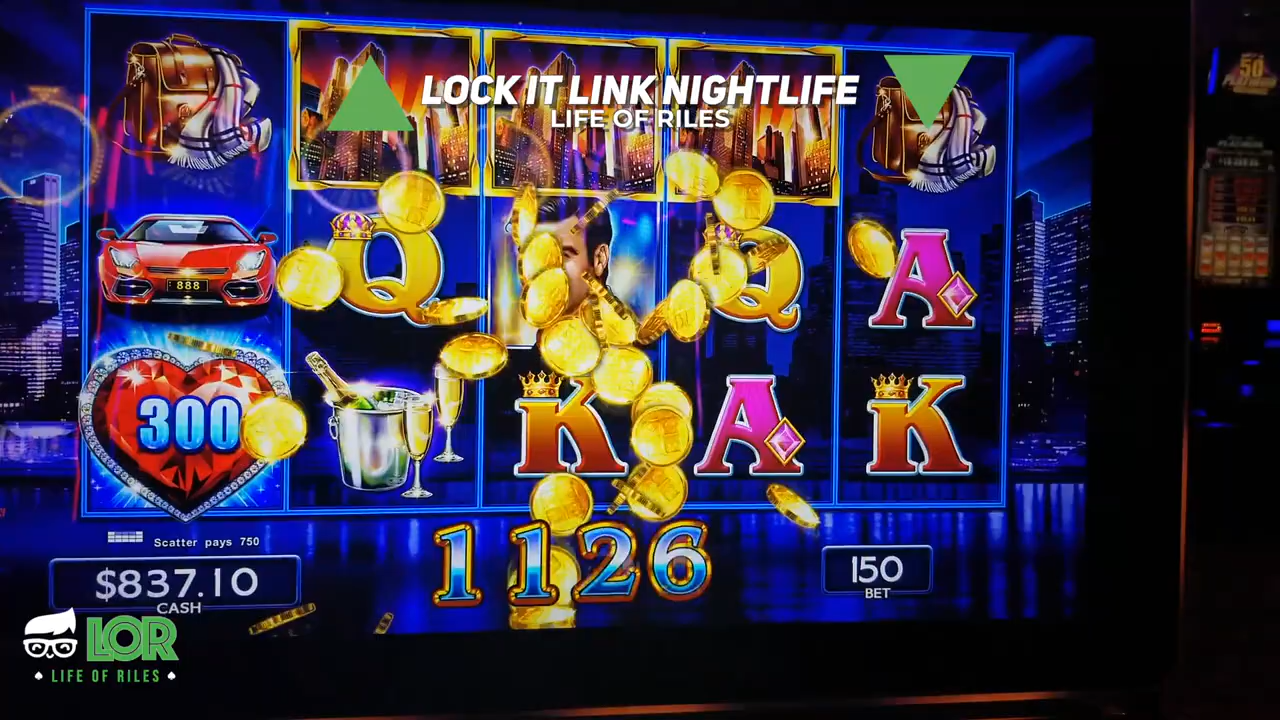 LOCK IT LINK NIGHTLIFE
LIFE OF RILES
Q
Q
A
888
300
K
A
K
Scatter pays 750
$837.10
CASH
1126
150
BET
LOR
LIFE OF RILES
50